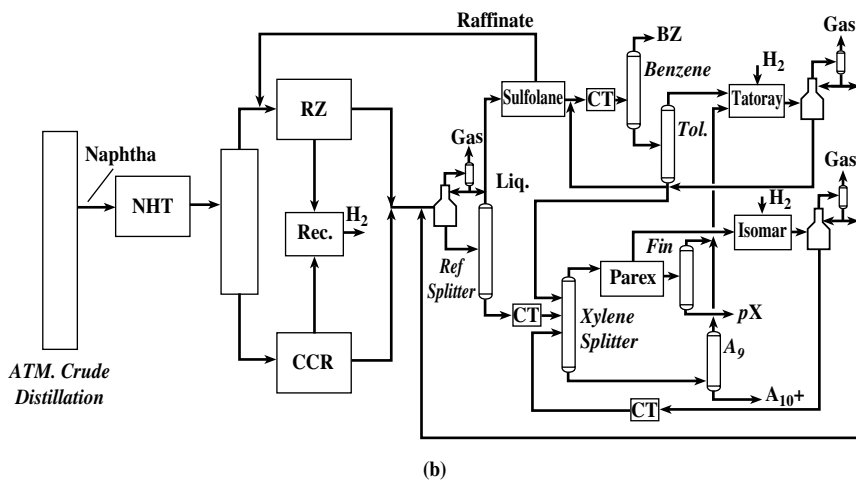 Raffinate
BZ
Gas
Benzene
H2
RZ
Sulfolane
CT
Tatoray
Naphtha
Gas
Tol.
Gas
Liq.
NHT
Rec.
H2
H2
Isomar
Ref
Splitter
Fin
Parex
CT
Xylene
Splitter
pX
A9
CCR
ATM. Crude
Distillation
A10+
CT
(b)